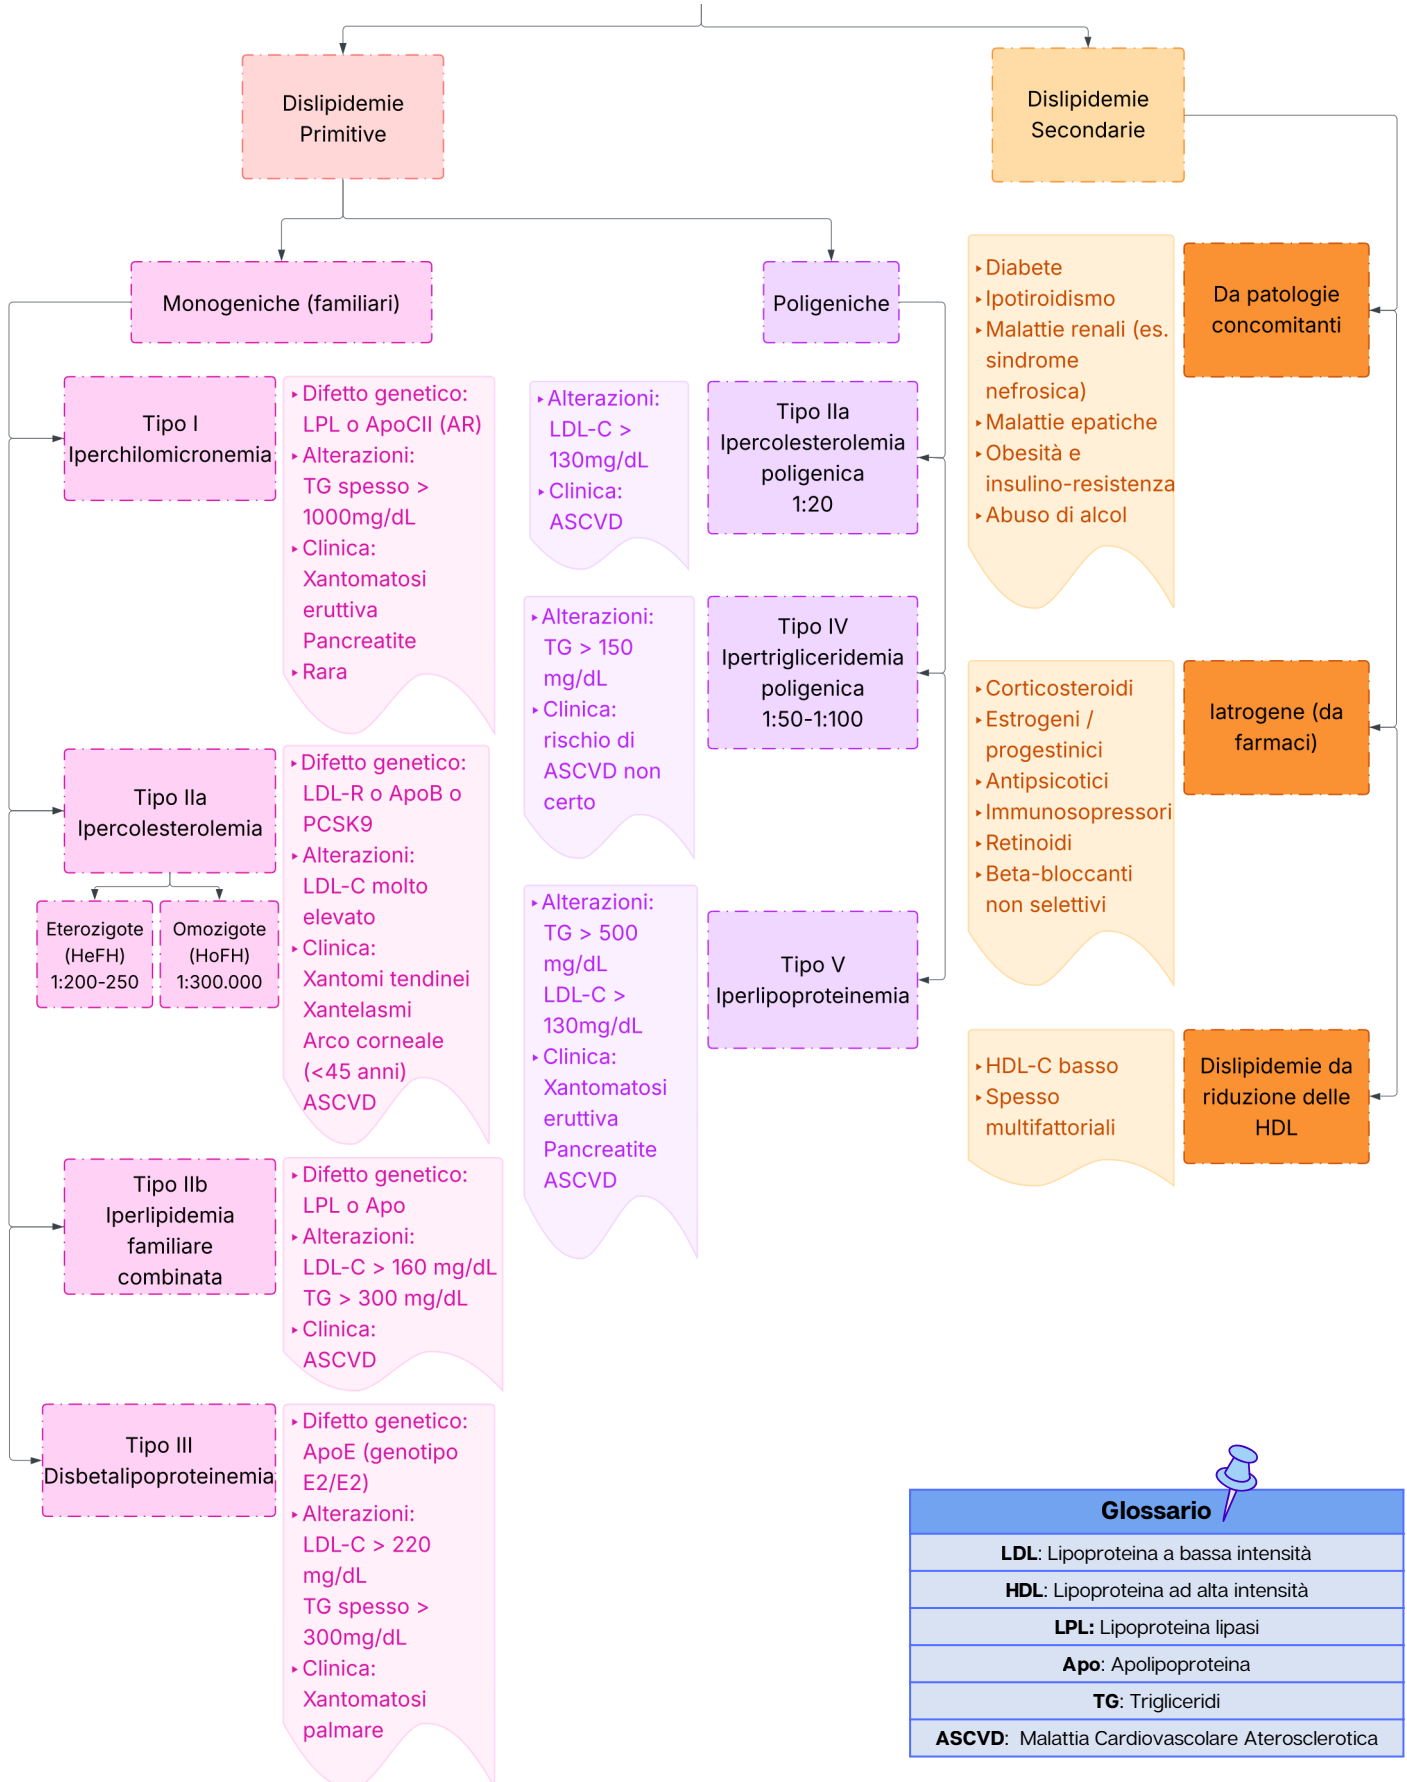 Dislipidemie
Primitive
Dislipidemie
Secondarie
Monogeniche (familiari)
Tipo I
Iperchilomicronemia
Difetto genetico:
LPL o ApoCII (AR)
Alterazioni:
TG spesso >
1000mg/dL
Clinica:
Xantomatosi
eruttiva
Pancreatite
Rara
Tipo IIa
Ipercolesterolemia
Eterozigote
(HeFH)
1:200-250
Omozigote
(HoFH)
1:300.000
Difetto genetico:
LDL-R o ApoB o
PCSK9
Alterazioni:
LDL-C molto
elevato
Clinica:
Xantomi tendinei
Xantelasmi
Arco corneale
(<45 anni)
ASCVD
Tipo IIb
Iperlipidemia
familiare
combinata
Difetto genetico:
LPL o Apo
Alterazioni:
LDL-C > 160 mg/dL
TG > 300 mg/dL
Clinica:
ASCVD
Tipo III
Disbetalipoproteinemia
Difetto genetico:
ApoE (genotipo
E2/E2)
Alterazioni:
LDL-C > 220
mg/dL
TG spesso >
300mg/dL
Clinica:
Xantomatosi
palmare
Poligeniche
Alterazioni:
LDL-C >
130mg/dL
Clinica:
ASCVD
Tipo IIa
Ipercolesterolemia
poligenica
1:20
Alterazioni:
TG > 150
mg/dL
Clinica:
rischio di
ASCVD non
certo
Tipo IV
Ipertrigliceridemia
poligenica
1:50-1:100
Alterazioni:
TG > 500
mg/dL
LDL-C >
130mg/dL
Clinica:
Xantomatosi
eruttiva
Pancreatite
ASCVD
Tipo V
Iperlipoproteinemia
Diabete
Ipotiroidismo
Malattie renali (es.
sindrome
nefrosica)
Malattie epatiche
Obesità e
insulino-resistenza
Abuso di alcol
Da patologie
concomitanti
Corticosteroidi
Estrogeni /
progestinici
Antipsicotici
Immunosopressori
Retinoidi
Beta-bloccanti
non selettivi
Iatrogene (da
farmaci)
HDL-C basso
Spesso
multifattoriali
Dislipidemie da
riduzione delle
HDL
Glossario
LDL: Lipoproteina a bassa intensità
HDL: Lipoproteina ad alta intensità
LPL: Lipoproteina lipasi
Apo: Apolipoproteina
TG: Trigliceridi
ASCVD: Malattia Cardiovascolare Aterosclerotica